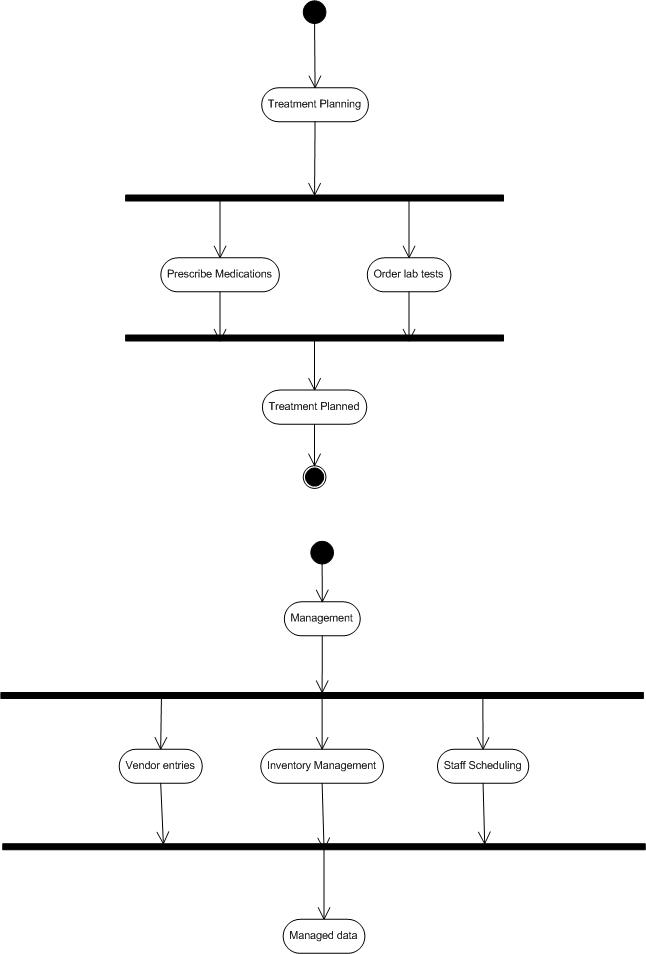 Treatment Planning
Prescribe Medications
Order lab tests
Treatment Planned
Management
Vendor entries
Inventory Management
Staff Scheduling
Managed data